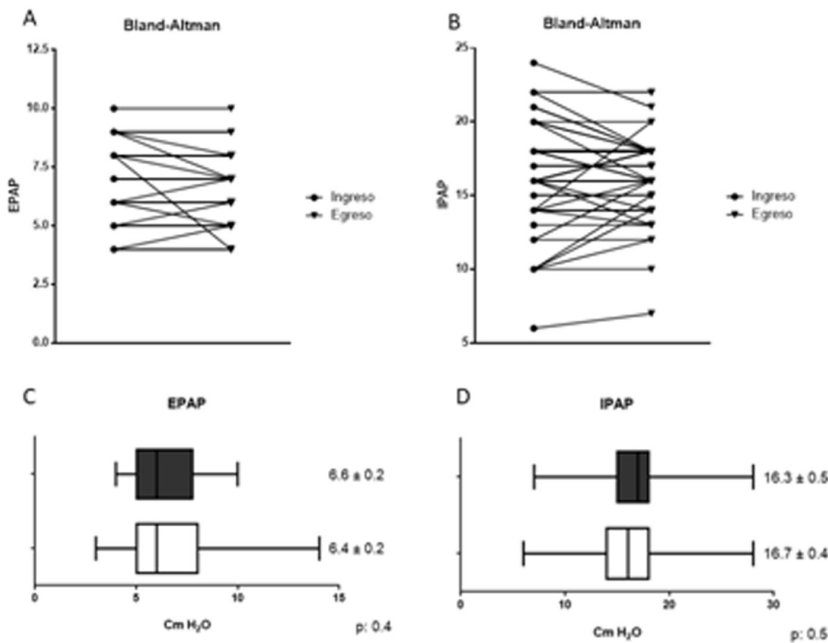 A
Bland-Altman
12.5
10.0
7.5
5.0
2.5
0.0
EPAP
Ingreso
Egreso
B
Bland-Altman
25
20
15
10
5
IPAP
Ingreso
Egreso
C
EPAP
6.6 ± 0.2
6.4 ± 0.2
0
5
10
15
Cm H₂O
p: 0.4
D
IPAP
16.3 ± 0.5
16.7 ± 0.4
0
10
20
30
Cm H₂O
p: 0.5